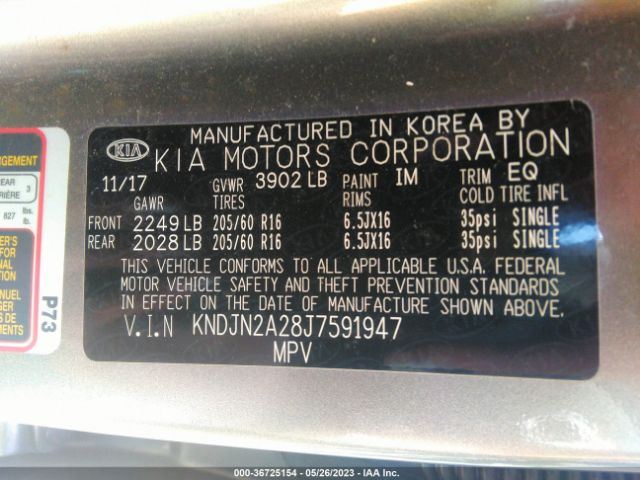 MANUFACTURED IN KOREA BY
KIA KIA MOTORS CORPORATION
11/17 GVWR 3902 LB PAINT IM TRIM EQ
GAWR TIRES RIMS COLD TIRE INFL
FRONT 2249 LB 205/60 R16 6.5JX16 35psi SINGLE
REAR 2028 LB 205/60 R16 6.5JX16 35psi SINGLE
THIS VEHICLE CONFORMS TO ALL APPLICABLE U.S.A. FEDERAL
MOTOR VEHICLE SAFETY AND THEFT PREVENTION STANDARDS
IN EFFECT ON THE DATE OF MANUFACTURE SHOWN ABOVE.
V.I.N KNDJN2A28J7591947
MPV
3
827 lbs.
P73
000-36725154 - 05/26/2023 - IAA Inc.